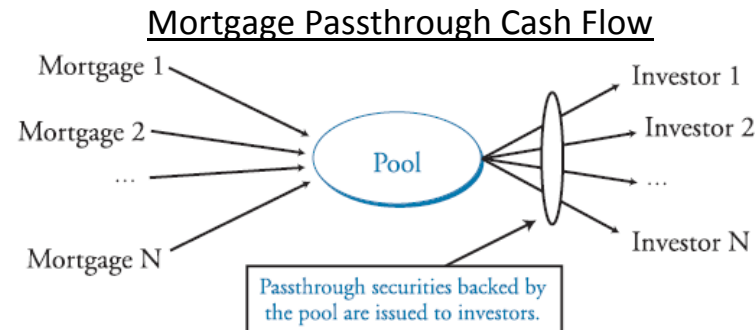 Mortgage Passthrough Cash Flow
Mortgage 1
Mortgage 2
...
Mortgage N
Pool
Investor 1
Investor 2
...
Investor N
Passthrough securities backed by
the pool are issued to investors.